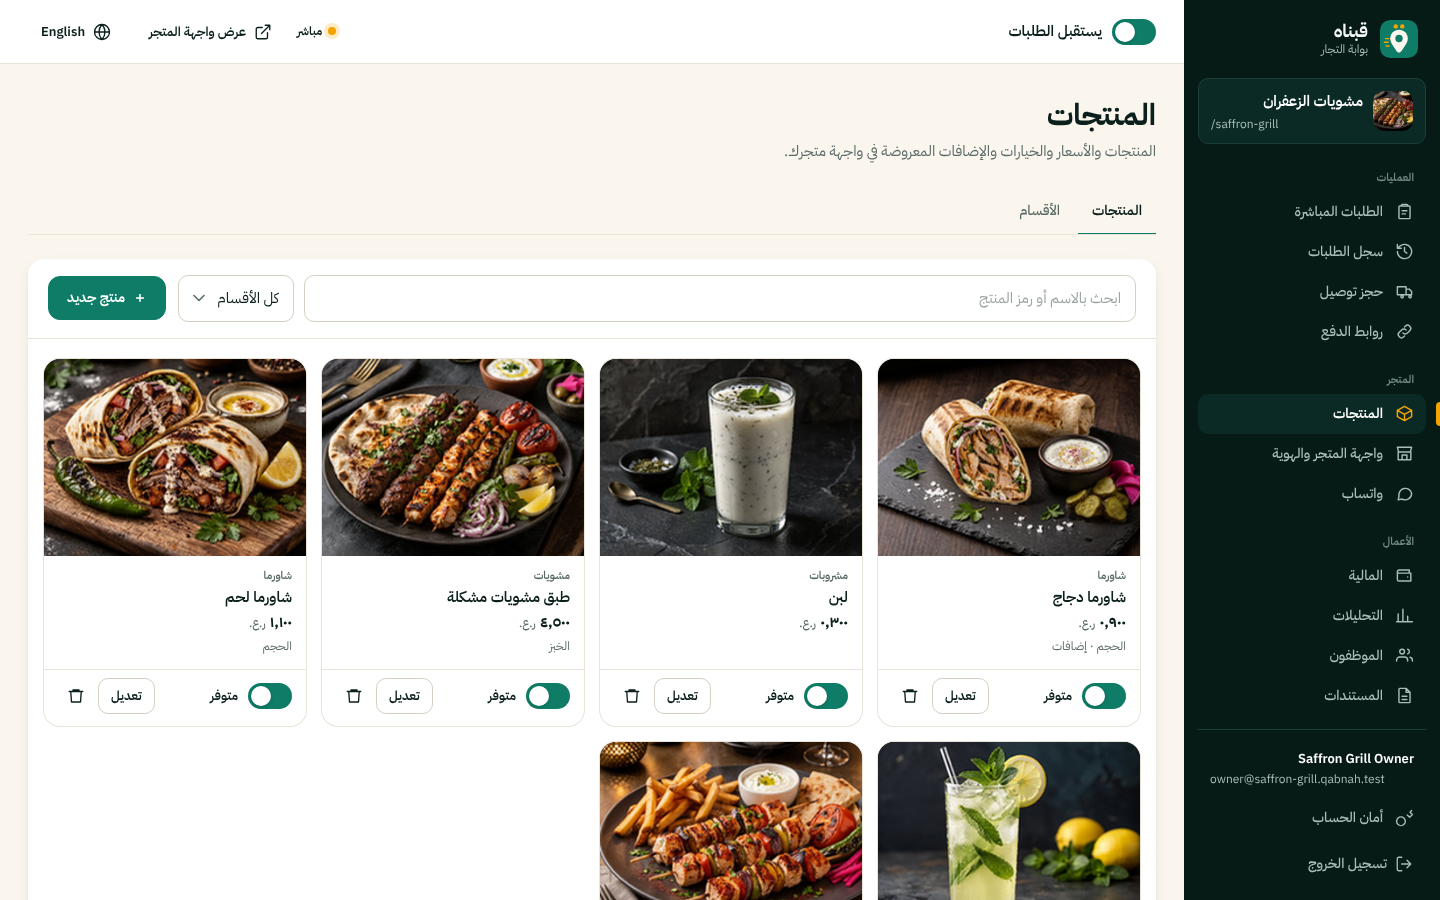 قبناه
بوابة التجار
مشويات الزعفران
/saffron-grill
العمليات
الطلبات المباشرة
سجل الطلبات
حجز توصيل
روابط الدفع
المتجر
المنتجات
واجهة المتجر والهوية
واتساب
الأعمال
المالية
التحليلات
الموظفون
المستندات
Saffron Grill Owner
owner@saffron-grill.qabnah.test
أمان الحساب
تسجيل الخروج
يستقبل الطلبات
مباشر
عرض واجهة المتجر
English
المنتجات
المنتجات والأسعار والخيارات والإضافات المعروضة في واجهة متجرك.
المنتجات
الأقسام
ابحث بالاسم أو رمز المنتج
كل الأقسام
+ منتج جديد
شاورما
شاورما دجاج
٠,٩٠٠ ر.ع.
الحجم · إضافات
متوفر
تعديل
مشروبات
لبن
٠,٣٠٠ ر.ع.
متوفر
تعديل
مشويات
طبق مشويات مشكلة
٤,٥٠٠ ر.ع.
الخبز
متوفر
تعديل
شاورما
شاورما لحم
١,١٠٠ ر.ع.
الحجم
متوفر
تعديل